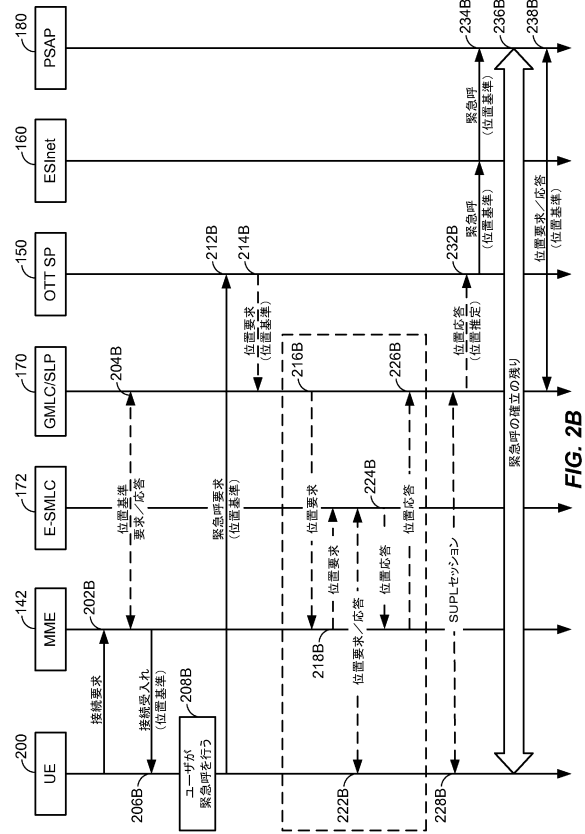 200
UE
142
MME
172
E-SMLC
170
GMLC/SLP
150
OTT SP
160
ESInet
180
PSAP
202B
接続要求
204B
位置基準
要求/応答
206B
接続受入れ
(位置基準)
208B
ユーザが
緊急呼を行う
212B
緊急呼要求
(位置基準)
214B
位置要求
(位置基準)
216B
位置要求
218B
位置要求
222B
位置要求/応答
224B
位置応答
226B
位置応答
228B
SUPLセッション
232B
位置応答
(位置推定)
緊急呼
(位置基準)
234B
緊急呼
(位置基準)
236B
緊急呼の確立の残り
238B
位置要求/応答
(位置基準)
FIG. 2B